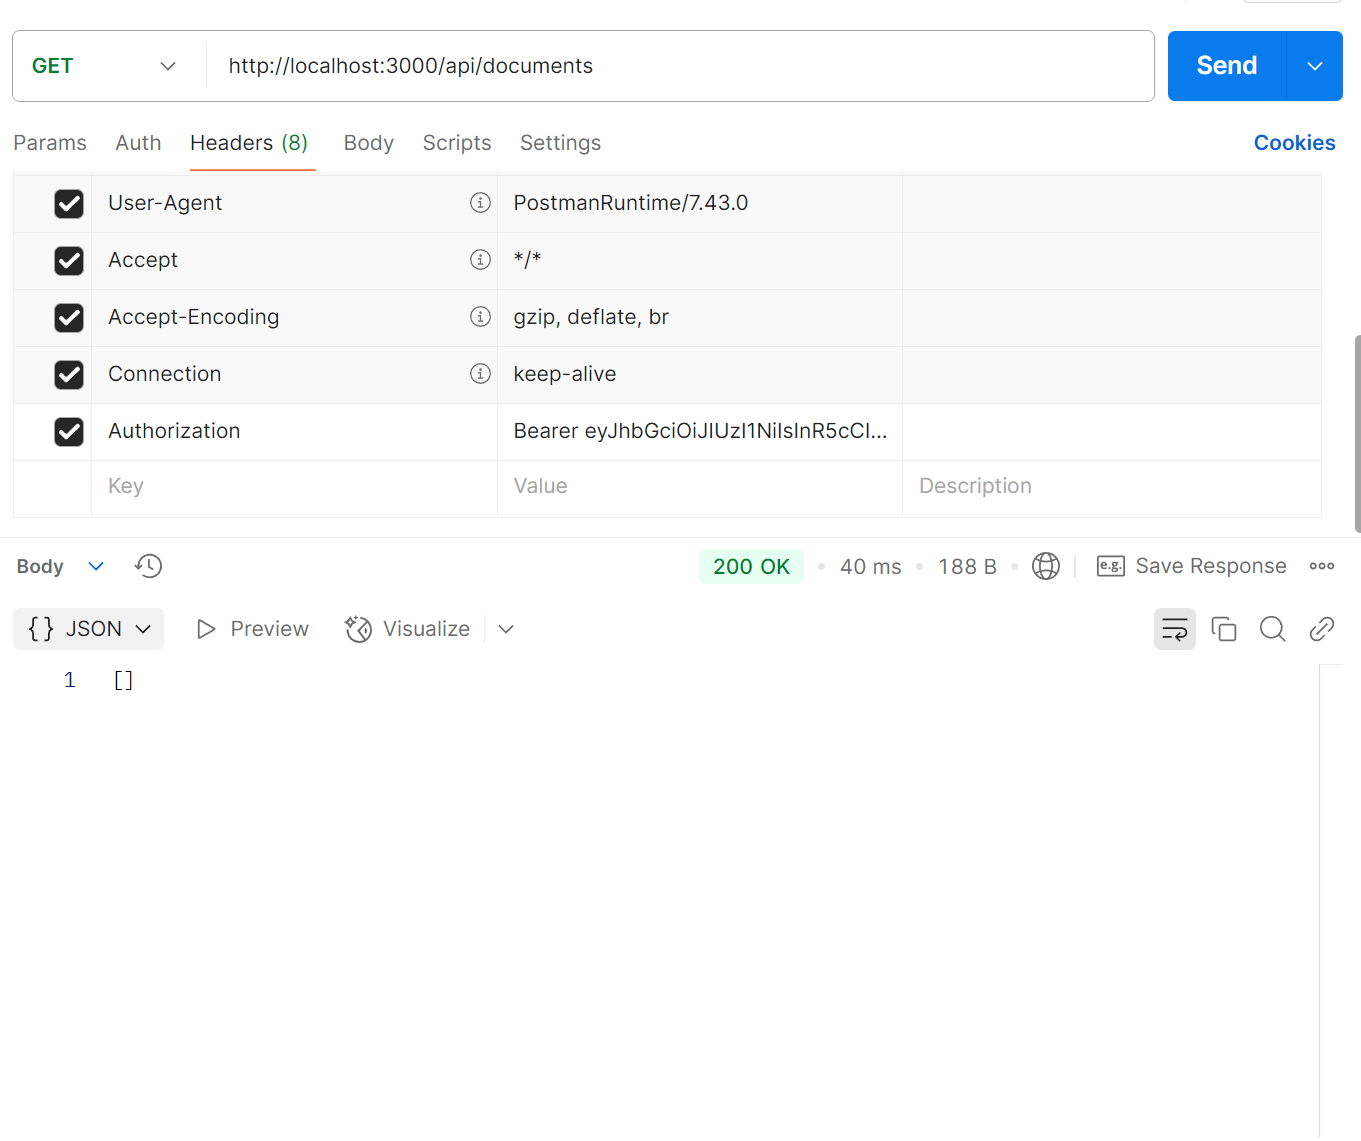 GET http://localhost:3000/api/documents Send
Params Auth Headers (8) Body Scripts Settings Cookies
User-Agent PostmanRuntime/7.43.0
Accept */*
Accept-Encoding gzip, deflate, br
Connection keep-alive
Authorization Bearer eyJhbGciOiJIUzI1NiIsInR5cCI...
Key Value Description
Body 200 OK • 40 ms • 188 B • e.g. Save Response
{} JSON Preview Visualize
1 []